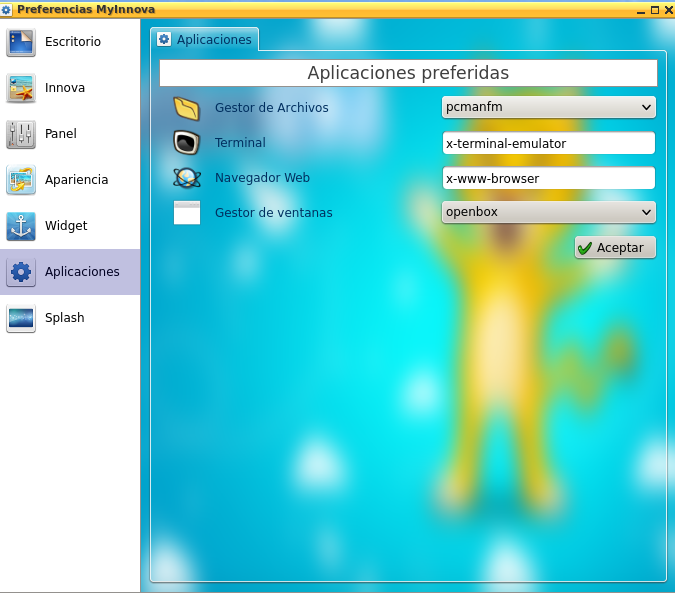 Preferencias MyInnova
Escritorio
Innova
Panel
Apariencia
Widget
Aplicaciones
Splash
Aplicaciones
Aplicaciones preferidas
Gestor de Archivos pcmanfm
Terminal x-terminal-emulator
Navegador Web x-www-browser
Gestor de ventanas openbox
Aceptar